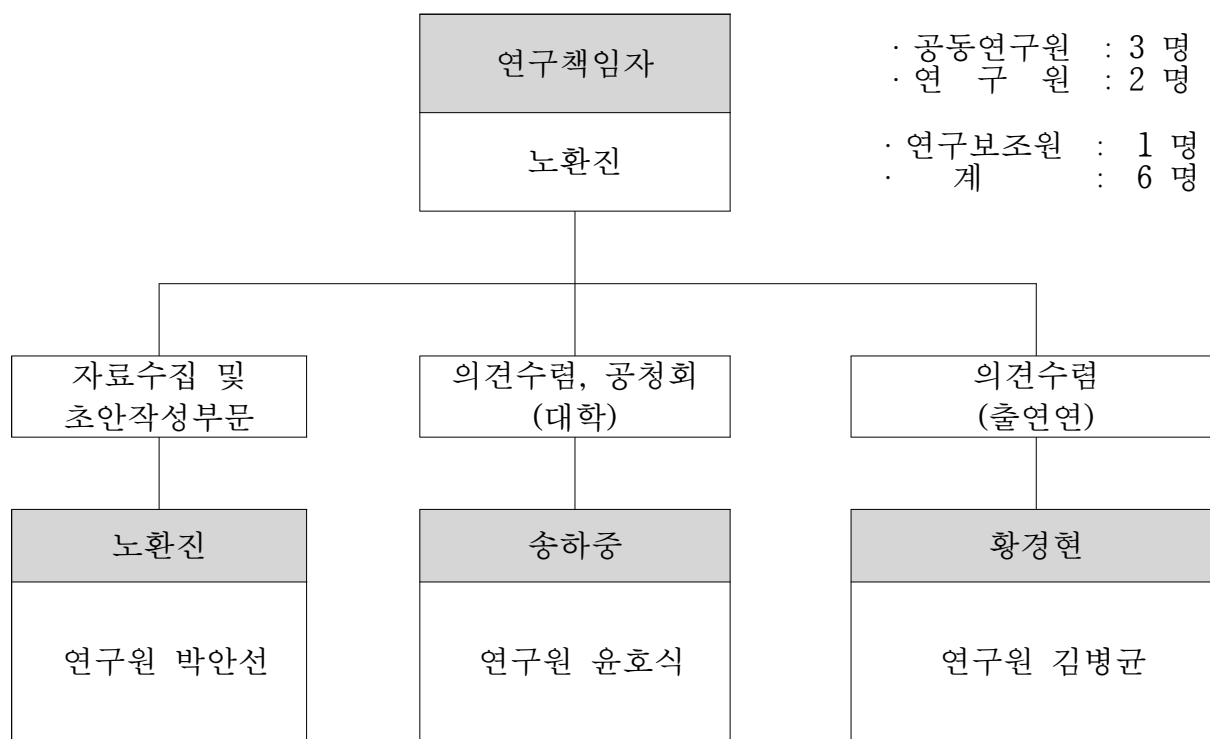 연구책임자
노환진
· 공동연구원 : 3 명
· 연 구 원 : 2 명
· 연구보조원 : 1 명
· 계 : 6 명
자료수집 및
초안작성부문
의견수렴, 공청회
(대학)
의견수렴
(출연연)
노환진
송하중
황경현
연구원 박안선
연구원 윤호식
연구원 김병균